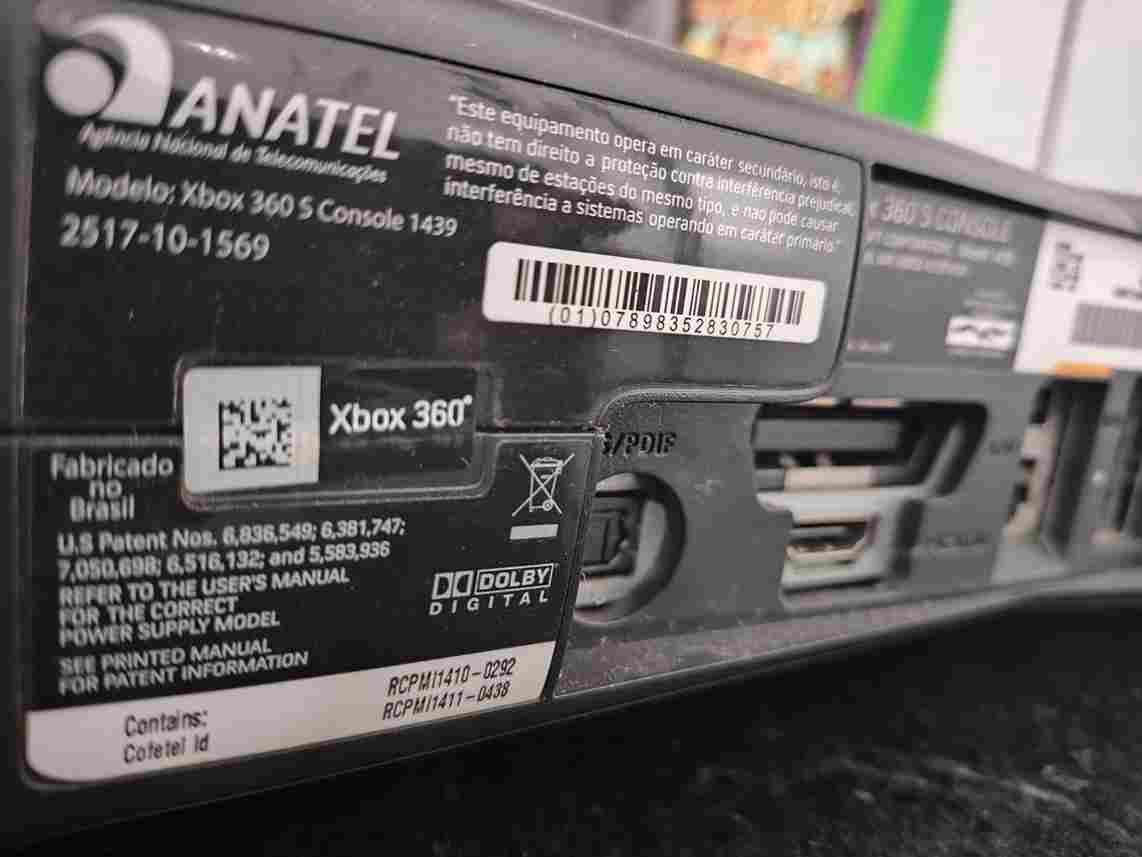 ANATEL
Agência Nacional de Telecomunicações
Modelo: Xbox 360 S Console 1439
2517-10-1569
"Este equipamento opera em caráter secundário, isto é,
não tem direito a proteção contra interferência prejudicial,
mesmo de estações do mesmo tipo, e não pode causar
interferência a sistemas operando em caráter primário."
(01)07898352830757
Xbox 360
Fabricado
no
Brasil
U.S Patent Nos. 6,836,549; 6,381,747;
7,050,698; 6,516,132; and 5,583,936
REFER TO THE USER'S MANUAL
FOR THE CORRECT
POWER SUPPLY MODEL
SEE PRINTED MANUAL
FOR PATENT INFORMATION
DOLBY
DIGITAL
Contains:
Cofetel Id
RCPMI1410-0292
RCPMI1411-0438
S/PDIF
360 S CONSOLE